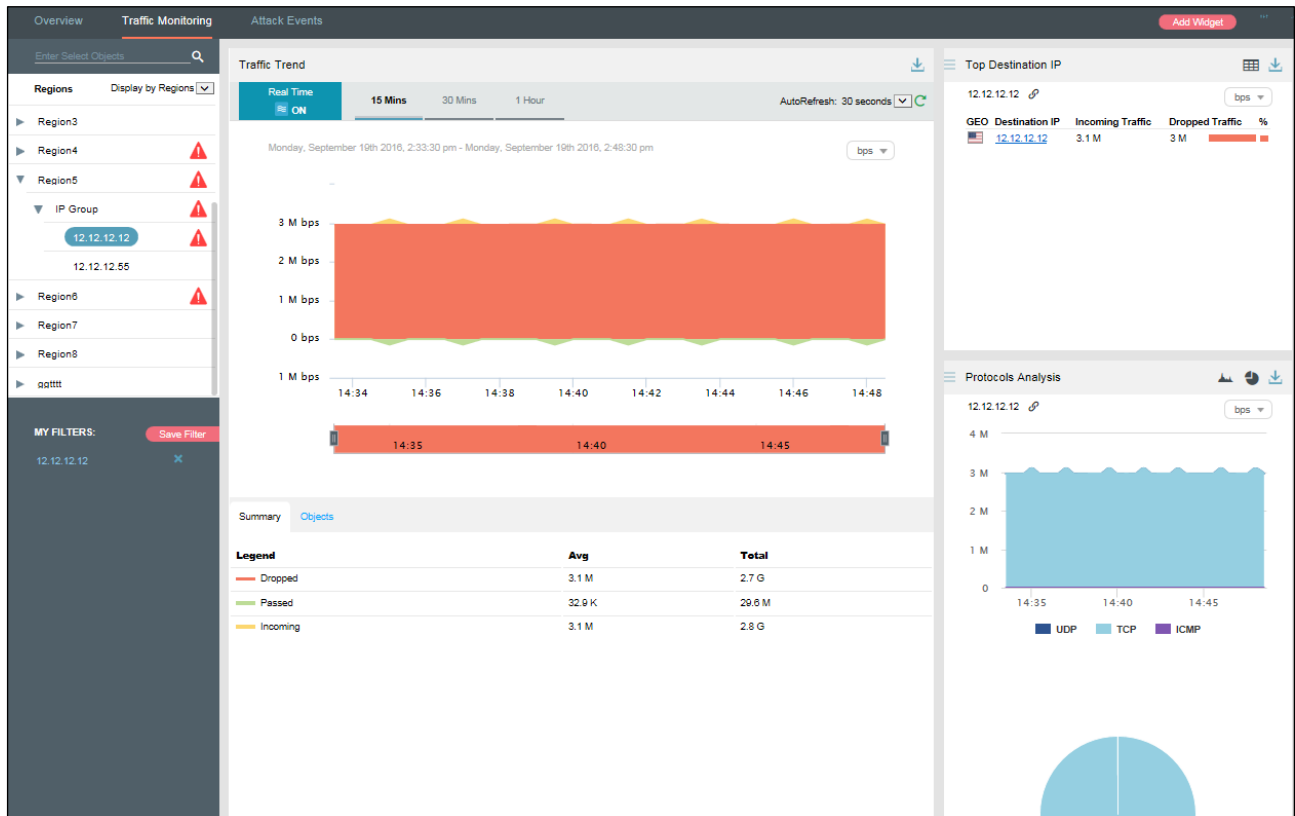 Overview Traffic Monitoring Attack Events Add Widget
Enter Select Objects
Regions Display by Regions
Region3
Region4
Region5
IP Group
12.12.12.12
12.12.12.55
Region6
Region7
Region8
ggtttt
MY FILTERS: Save Filter
12.12.12.12
Traffic Trend
Real Time
ON
15 Mins 30 Mins 1 Hour AutoRefresh: 30 seconds
Monday, September 19th 2016, 2:33:30 pm - Monday, September 19th 2016, 2:48:30 pm bps
3 M bps
2 M bps
1 M bps
0 bps
1 M bps
14:34 14:36 14:38 14:40 14:42 14:44 14:46 14:48
14:35 14:40 14:45
Summary Objects
Legend Avg Total
Dropped 3.1 M 2.7 G
Passed 32.9 K 29.6 M
Incoming 3.1 M 2.8 G
Top Destination IP
12.12.12.12 bps
GEO Destination IP Incoming Traffic Dropped Traffic %
12.12.12.12 3.1 M 3 M
Protocols Analysis
12.12.12.12 bps
4 M
3 M
2 M
1 M
0
14:35 14:40 14:45
UDP TCP ICMP